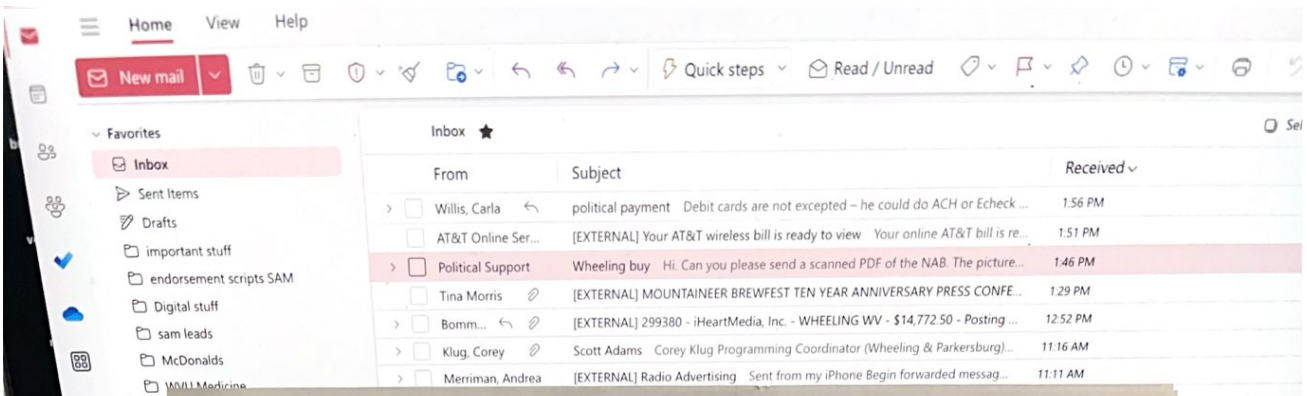 Home View Help
New mail Quick steps Read / Unread
Favorites
Inbox
Sent Items
Drafts
important stuff
endorsement scripts SAM
Digital stuff
sam leads
McDonalds
WVU Medicine
Inbox Sel
From Subject Received
Willis, Carla political payment Debit cards are not excepted – he could do ACH or Echeck ... 1:56 PM
AT&T Online Ser... [EXTERNAL] Your AT&T wireless bill is ready to view Your online AT&T bill is re... 1:51 PM
Political Support Wheeling buy Hi. Can you please send a scanned PDF of the NAB. The picture... 1:46 PM
Tina Morris [EXTERNAL] MOUNTAINEER BREWFEST TEN YEAR ANNIVERSARY PRESS CONFE... 1:29 PM
Bomm... [EXTERNAL] 299380 - iHeartMedia, Inc. - WHEELING WV - $14,772.50 - Posting ... 12:52 PM
Klug, Corey Scott Adams Corey Klug Programming Coordinator (Wheeling & Parkersburg)... 11:16 AM
Merriman, Andrea [EXTERNAL] Radio Advertising Sent from my iPhone Begin forwarded messag... 11:11 AM